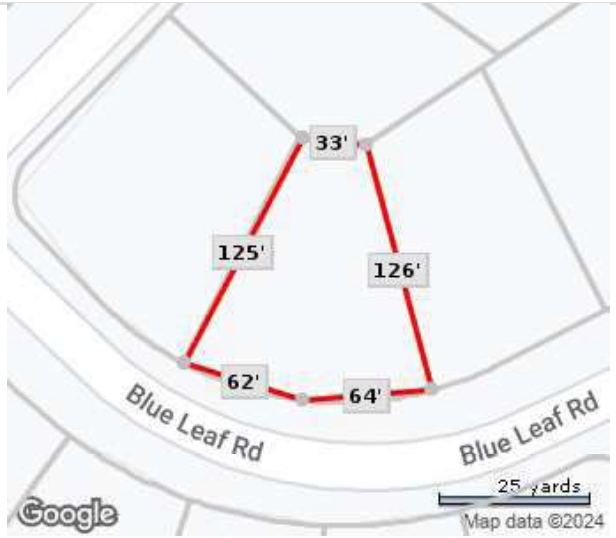 33'
125'
126'
62'
64'
Blue Leaf Rd
Blue Leaf Rd
25 yards
Google
Map data ©2024